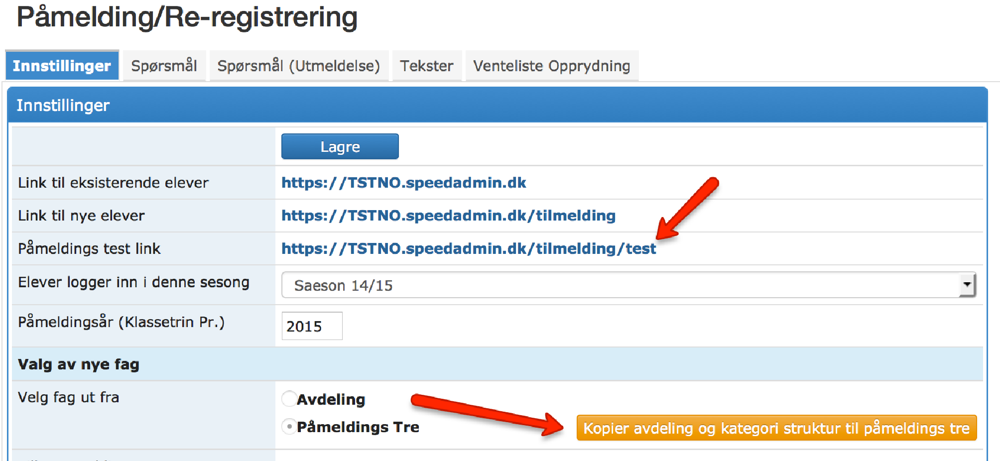 Påmelding/Re-registrering
Innstillinger Spørsmål Spørsmål (Utmeldelse) Tekster Venteliste Opprydning
Innstillinger
Lagre
Link til eksisterende elever https://TSTNO.speedadmin.dk
Link til nye elever https://TSTNO.speedadmin.dk/tilmelding
Påmeldings test link https://TSTNO.speedadmin.dk/tilmelding/test
Elever logger inn i denne sesong Saeson 14/15
Påmeldingsår (Klassetrin Pr.) 2015
Valg av nye fag
Velg fag ut fra Avdeling
Påmeldings Tre Kopier avdeling og kategori struktur til påmeldings tre